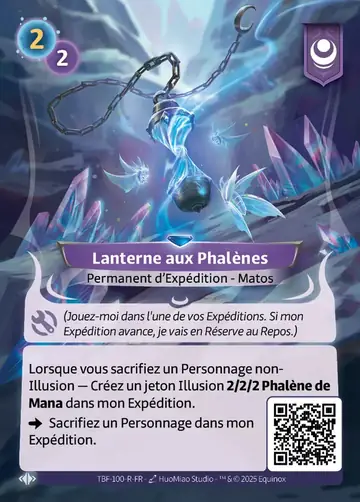 2
2
Lanterne aux Phalènes
Permanent d'Expédition - Matos
(Jouez-moi dans l'une de vos Expéditions. Si mon
Expédition avance, je vais en Réserve au Repos.)
Lorsque vous sacrifiez un Personnage non-
Illusion — Créez un jeton Illusion 2/2/2 Phalène de
Mana dans mon Expédition.
➜ Sacrifiez un Personnage dans mon
Expédition.
TBF-100-R-FR - HuoMiao Studio - ™ & © 2025 Equinox